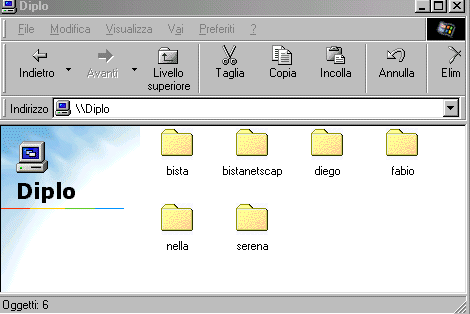 Diplo
File Modifica Visualizza Vai Preferiti ?
Indietro Avanti Livello superiore Taglia Copia Incolla Annulla Elim
Indirizzo \\Diplo
Diplo
bista bistanetscap diego fabio
nella serena
Oggetti: 6